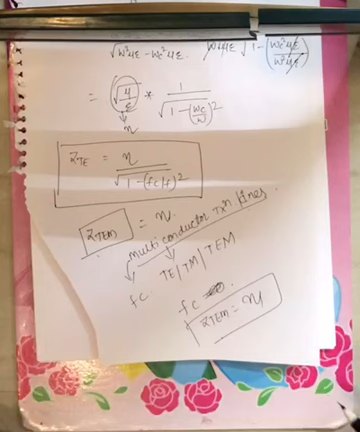 √ω²με - ωc²με   ω√με √1 - (ωc²με/ω²με)
= √(μ/ε) * 1/√1 - (ωc/ω)²
η
Z_TE = η/√1 - (fc/f)²
Z_TEM = η.
multi conductor Txn lines.
fc TE/TM/TEM
fc
Z_TEM = η